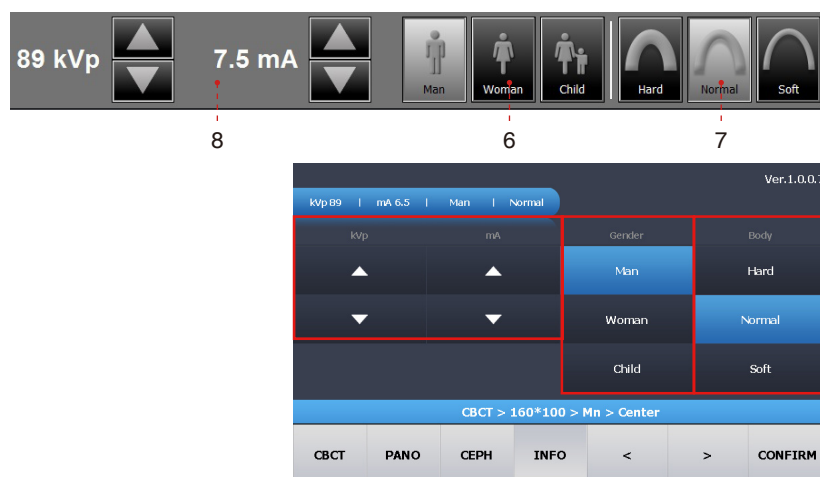 89 kVp 7.5 mA
Man Woman Child Hard Normal Soft
8 6 7
Ver.1.0.0.7
kVp 89 | mA 6.5 | Man | Normal
kVp mA Gender Body
Man Hard
Woman Normal
Child Soft
CBCT > 160*100 > Mn > Center
CBCT PANO CEPH INFO < > CONFIRM